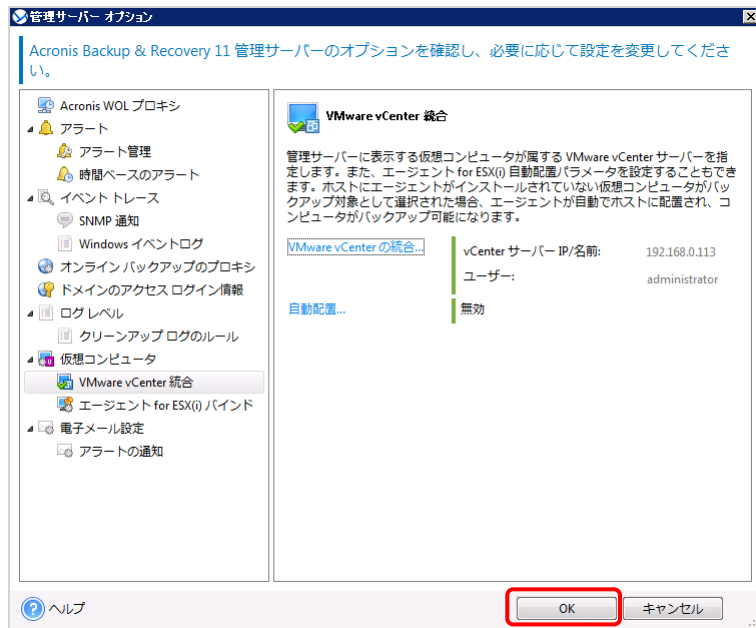 管理サーバー オプション
Acronis Backup & Recovery 11 管理サーバーのオプションを確認し、必要に応じて設定を変更してくださ
い。
Acronis WOL プロキシ
アラート
アラート管理
時間ベースのアラート
イベント トレース
SNMP 通知
Windows イベントログ
オンライン バックアップのプロキシ
ドメインのアクセス ログイン情報
ログ レベル
クリーンアップ ログのルール
仮想コンピュータ
VMware vCenter 統合
エージェント for ESX(i) バインド
電子メール設定
アラートの通知
VMware vCenter 統合
管理サーバーに表示する仮想コンピュータが属する VMware vCenter サーバーを指
定します。また、エージェント for ESX(i) 自動配置パラメータを設定することもでき
ます。ホストにエージェントがインストールされていない仮想コンピュータがバッ
クアップ対象として選択された場合、エージェントが自動でホストに配置され、コ
ンピュータがバックアップ可能になります。
VMware vCenter の統合...
vCenter サーバー IP/名前: 192.168.0.113
ユーザー: administrator
自動配置... 無効
ヘルプ
OK
キャンセル